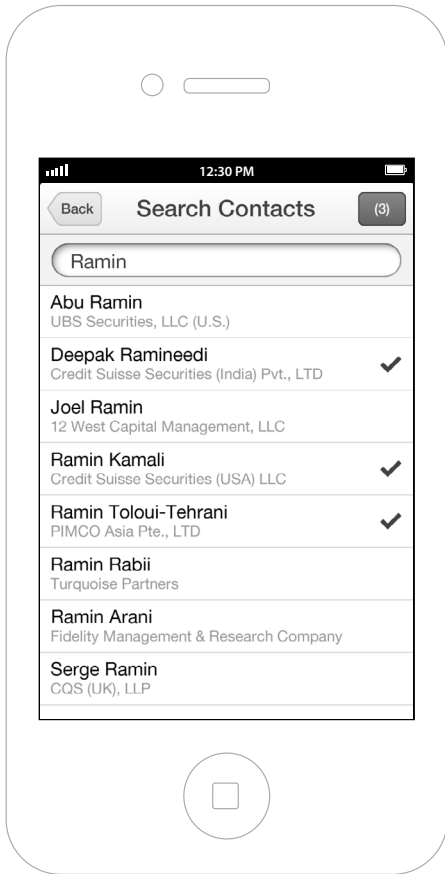 12:30 PM
Back
Search Contacts
(3)
Ramin
Abu Ramin
UBS Securities, LLC (U.S.)
Deepak Ramineedi
Credit Suisse Securities (India) Pvt., LTD
Joel Ramin
12 West Capital Management, LLC
Ramin Kamali
Credit Suisse Securities (USA) LLC
Ramin Toloui-Tehrani
PIMCO Asia Pte., LTD
Ramin Rabii
Turquoise Partners
Ramin Arani
Fidelity Management & Research Company
Serge Ramin
CQS (UK), LLP